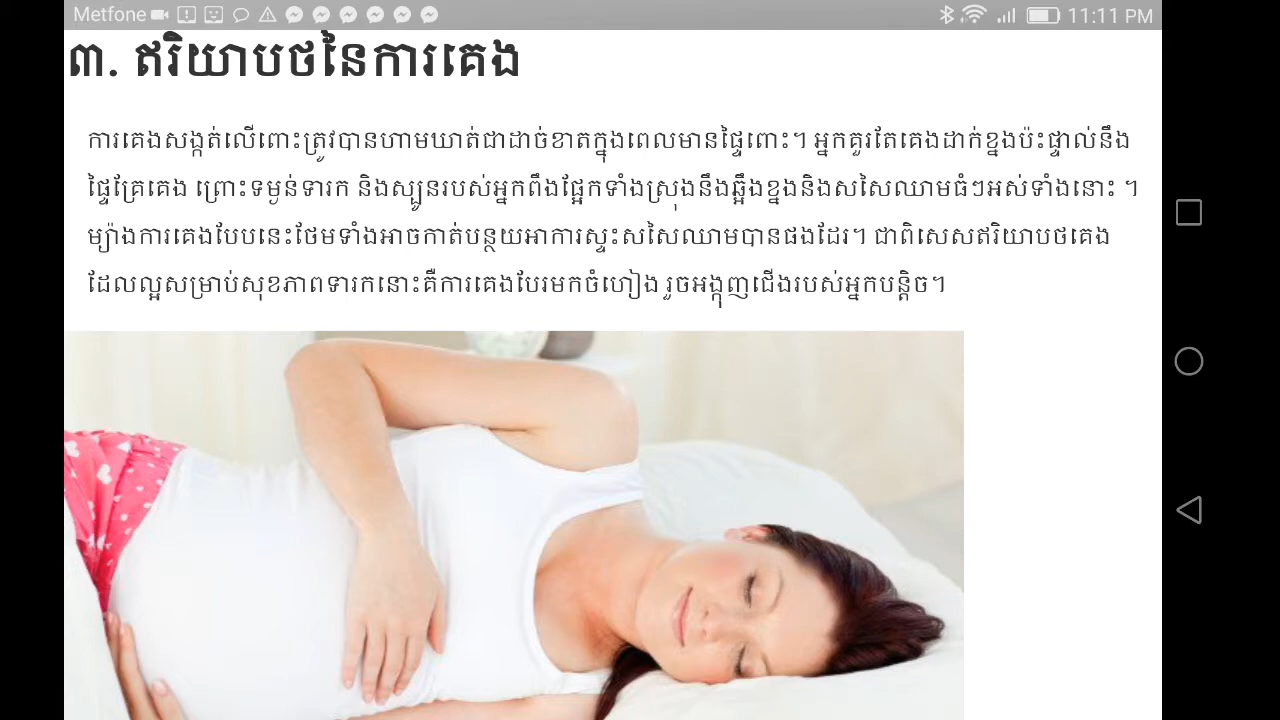 Metfone 11:11 PM
៣. ឥរិយាបថនៃការគេង
ការគេងសង្កត់លើពោះត្រូវបានហាមឃាត់ជាដាច់ខាតក្នុងពេលមានផ្ទៃពោះ។ អ្នកគួរតែគេងដាក់ខ្នងប៉ះផ្ទាល់នឹង
ផ្ទៃគ្រែគេង ព្រោះទម្ងន់ទារក និងស្បូនរបស់អ្នកពឹងផ្អែកទាំងស្រុងនឹងឆ្អឹងខ្នងនិងសសៃឈាមធំៗអស់ទាំងនោះ ។
ម្យ៉ាងការគេងបែបនេះថែមទាំងអាចកាត់បន្ថយអាការស្ទះសសៃឈាមបានផងដែរ។ ជាពិសេសឥរិយាបថគេង
ដែលល្អសម្រាប់សុខភាពទារកនោះគឺការគេងបែរមកចំហៀង រួចអង្កុញជើងរបស់អ្នកបន្តិច។